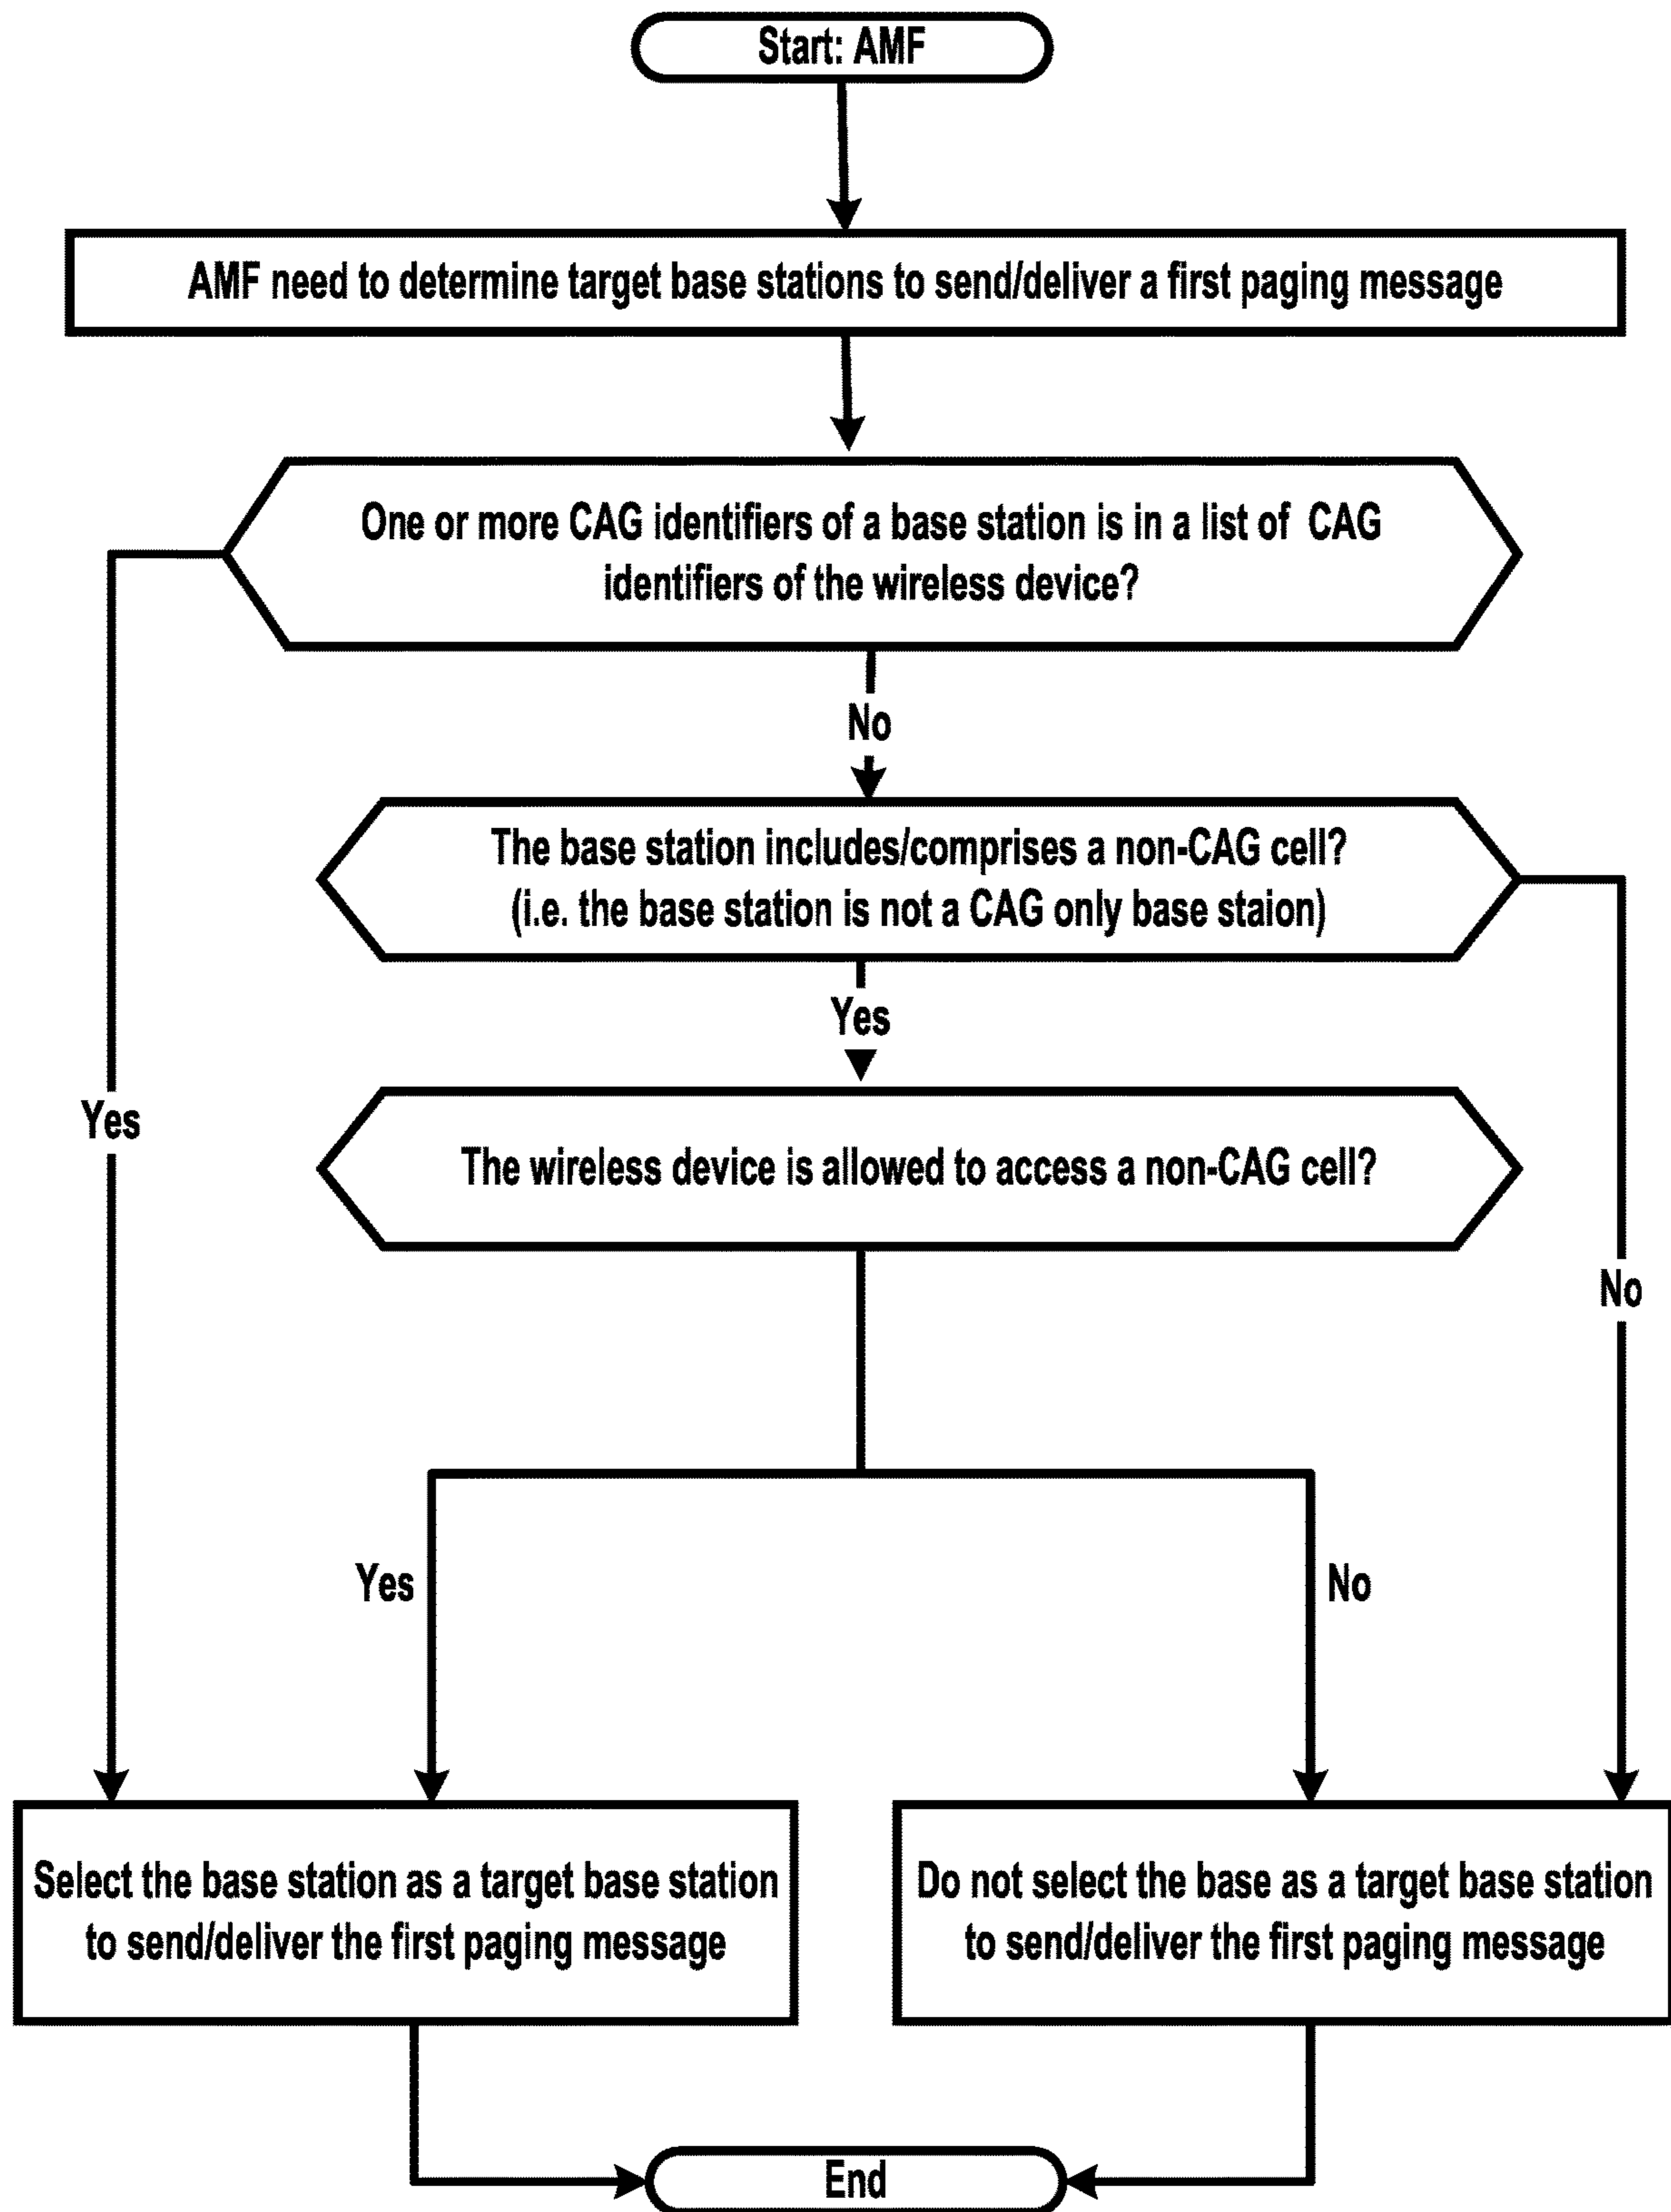 Start: AMF
AMF need to determine target base stations to send/deliver a first paging message
One or more CAG identifiers of a base station is in a list of CAG
identifiers of the wireless device?
No
The base station includes/comprises a non-CAG cell?
(i.e. the base station is not a CAG only base staion)
Yes
Yes
The wireless device is allowed to access a non-CAG cell?
No
Yes
No
Select the base station as a target base station
to send/deliver the first paging message
Do not select the base as a target base station
to send/deliver the first paging message
End